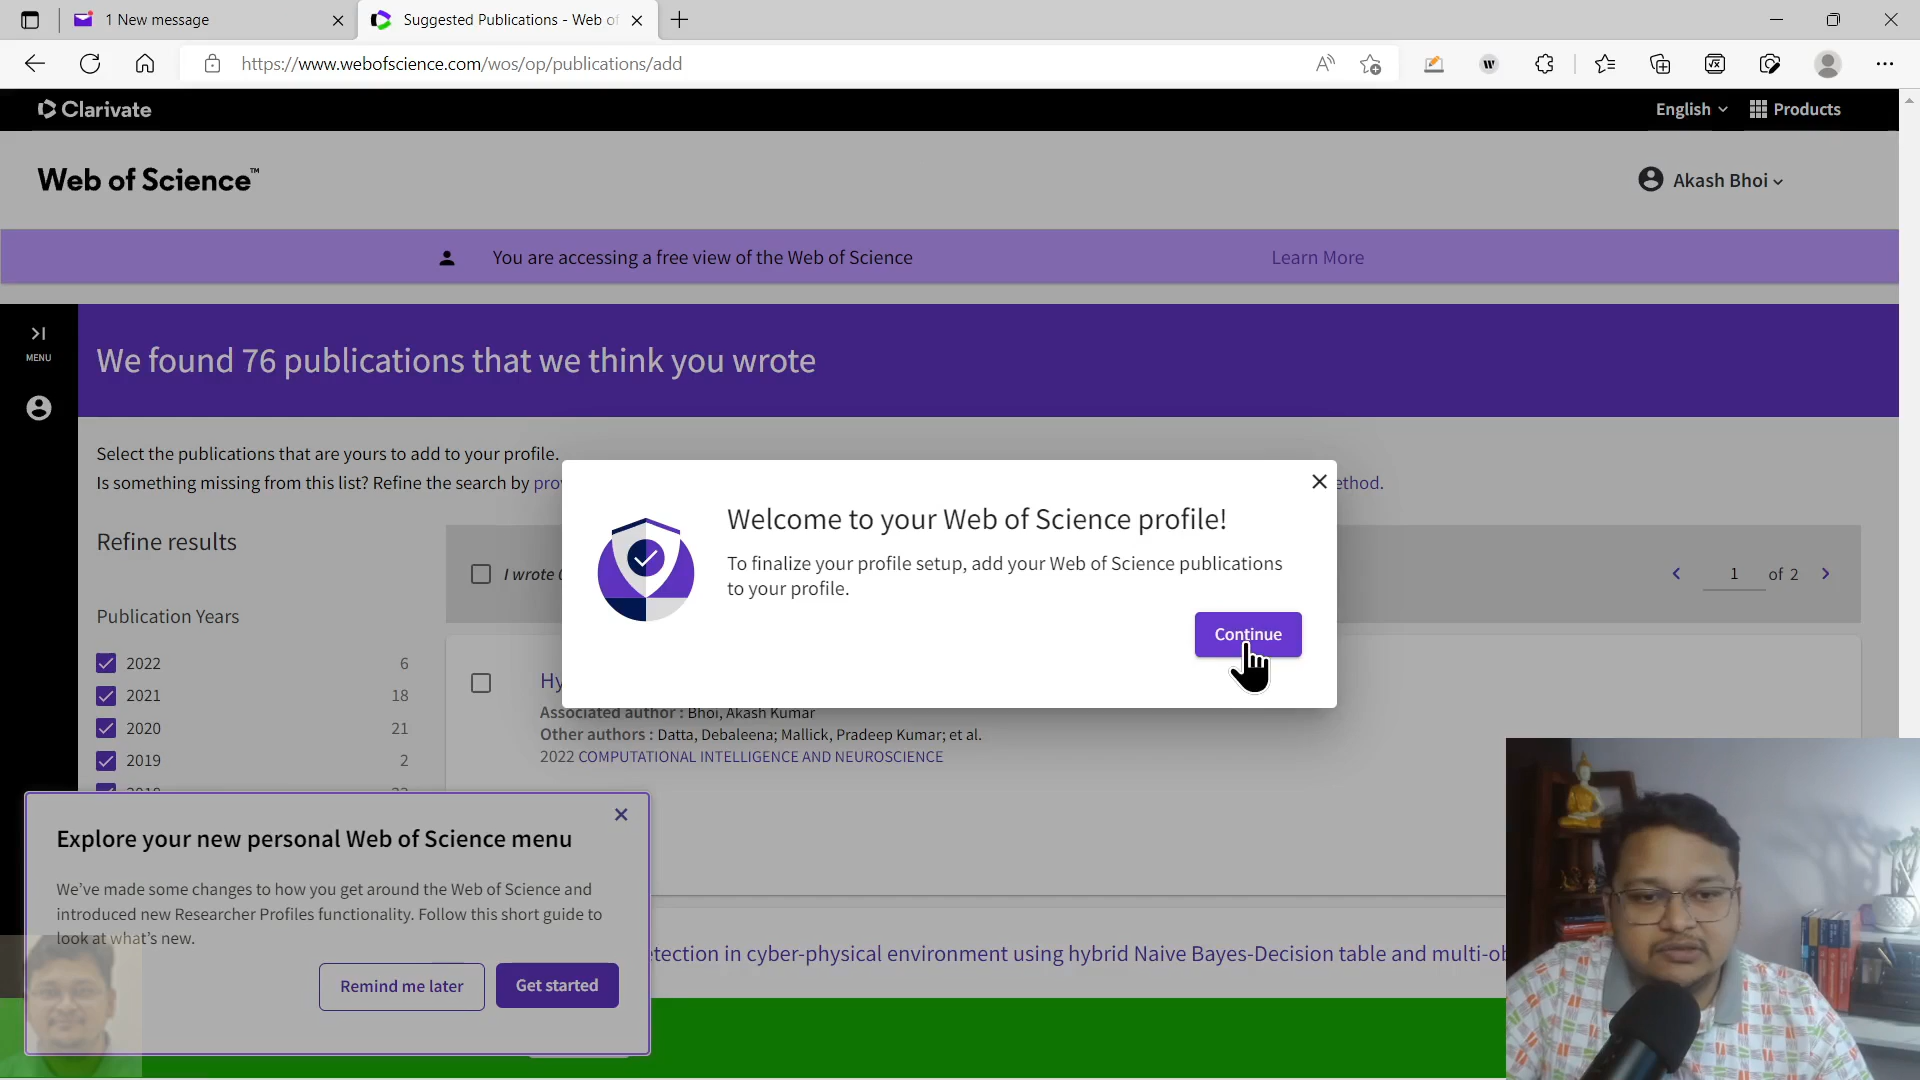 1 New message
Suggested Publications - Web of
https://www.webofscience.com/wos/op/publications/add
Clarivate
English
Products
Web of Science™
Akash Bhoi
You are accessing a free view of the Web of Science
Learn More
MENU
We found 76 publications that we think you wrote
Select the publications that are yours to add to your profile.
Is something missing from this list? Refine the search by
Refine results
I wrote
1 of 2
Publication Years
2022 6
2021 18
2020 21
2019 2
Welcome to your Web of Science profile!
To finalize your profile setup, add your Web of Science publications
to your profile.
Continue
Associated author : Bhoi, Akash Kumar
Other authors : Datta, Debaleena; Mallick, Pradeep Kumar; et al.
2022 COMPUTATIONAL INTELLIGENCE AND NEUROSCIENCE
in cyber-physical environment using hybrid Naive Bayes-Decision table and
Explore your new personal Web of Science menu
We've made some changes to how you get around the Web of Science and
introduced new Researcher Profiles functionality. Follow this short guide to
look at what's new.
Remind me later
Get started